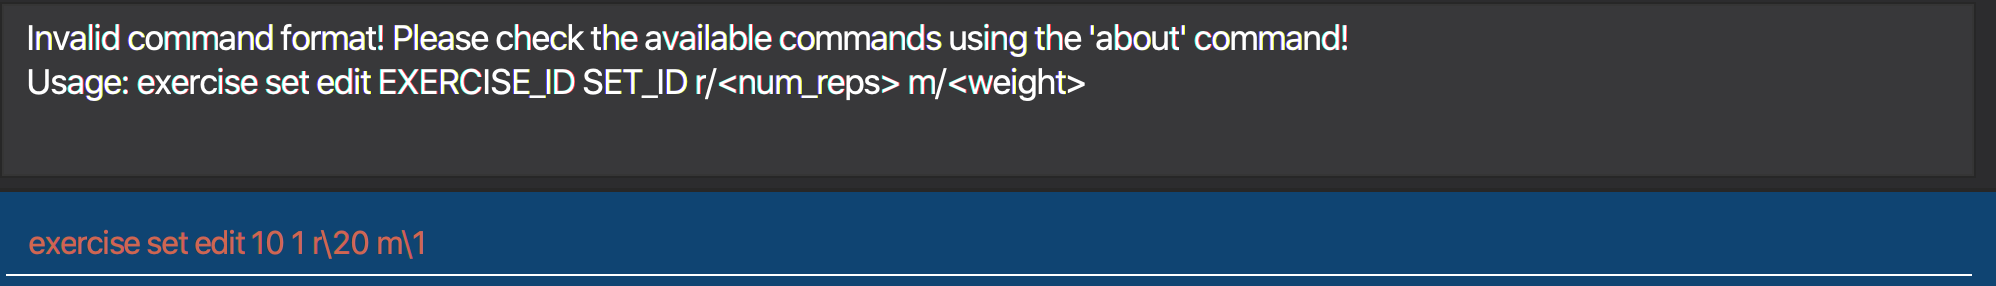 Invalid command format! Please check the available commands using the 'about' command!
Usage: exercise set edit EXERCISE_ID SET_ID r/<num_reps> m/<weight>
exercise set edit 10 1 r\20 m\1